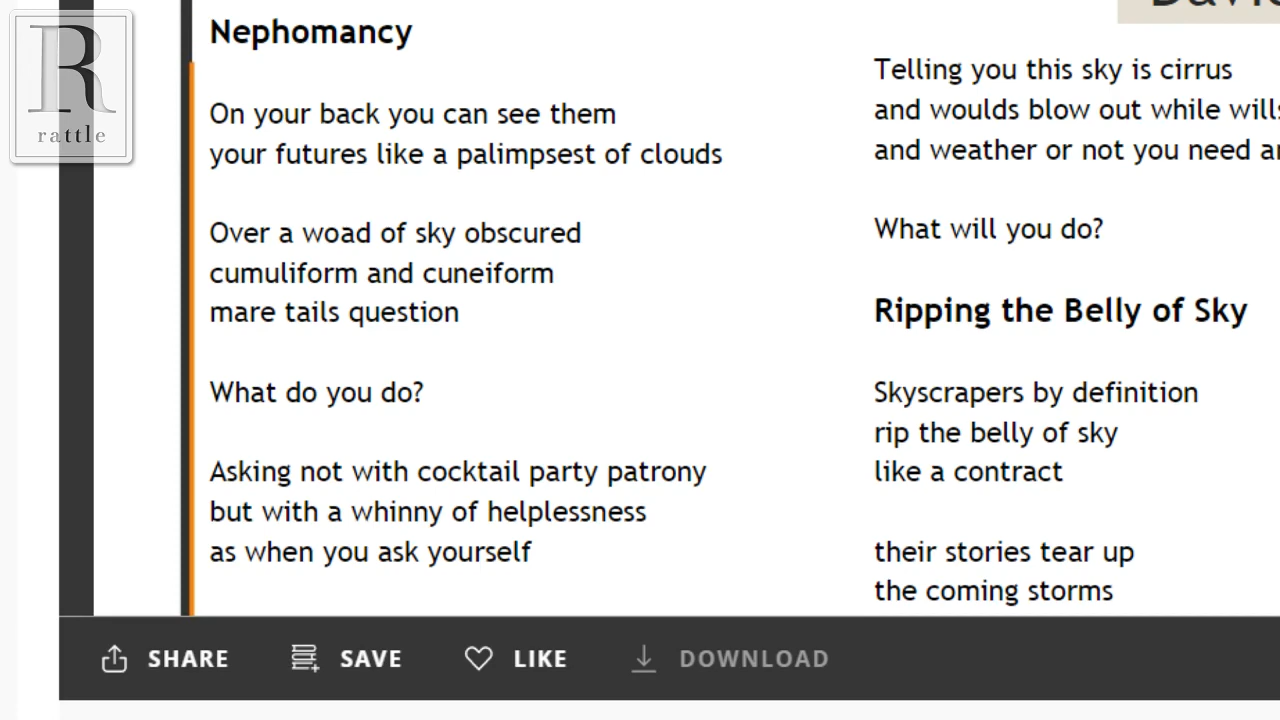 R
rattle
Nephomancy
On your back you can see them
your futures like a palimpsest of clouds
Over a woad of sky obscured
cumuliform and cuneiform
mare tails question
What do you do?
Asking not with cocktail party patrony
but with a whinny of helplessness
as when you ask yourself
Telling you this sky is cirrus
and woulds blow out while wills
and weather or not you need
What will you do?
Ripping the Belly of Sky
Skyscrapers by definition
rip the belly of sky
like a contract
their stories tear up
the coming storms
SHARE SAVE LIKE DOWNLOAD